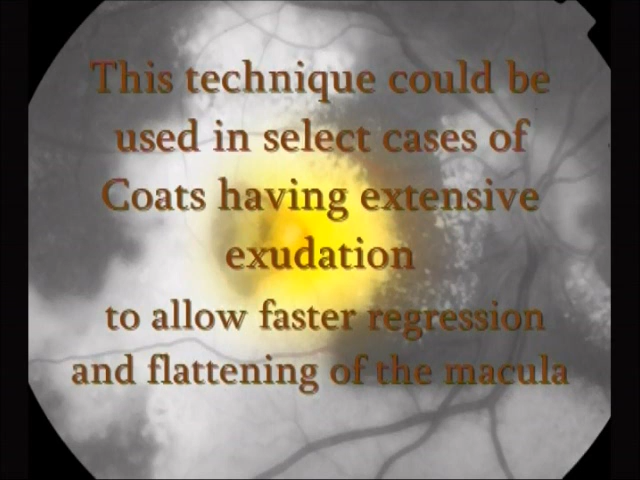 This technique could be
used in select cases of
Coats having extensive
exudation
to allow faster regression
and flattening of the macula